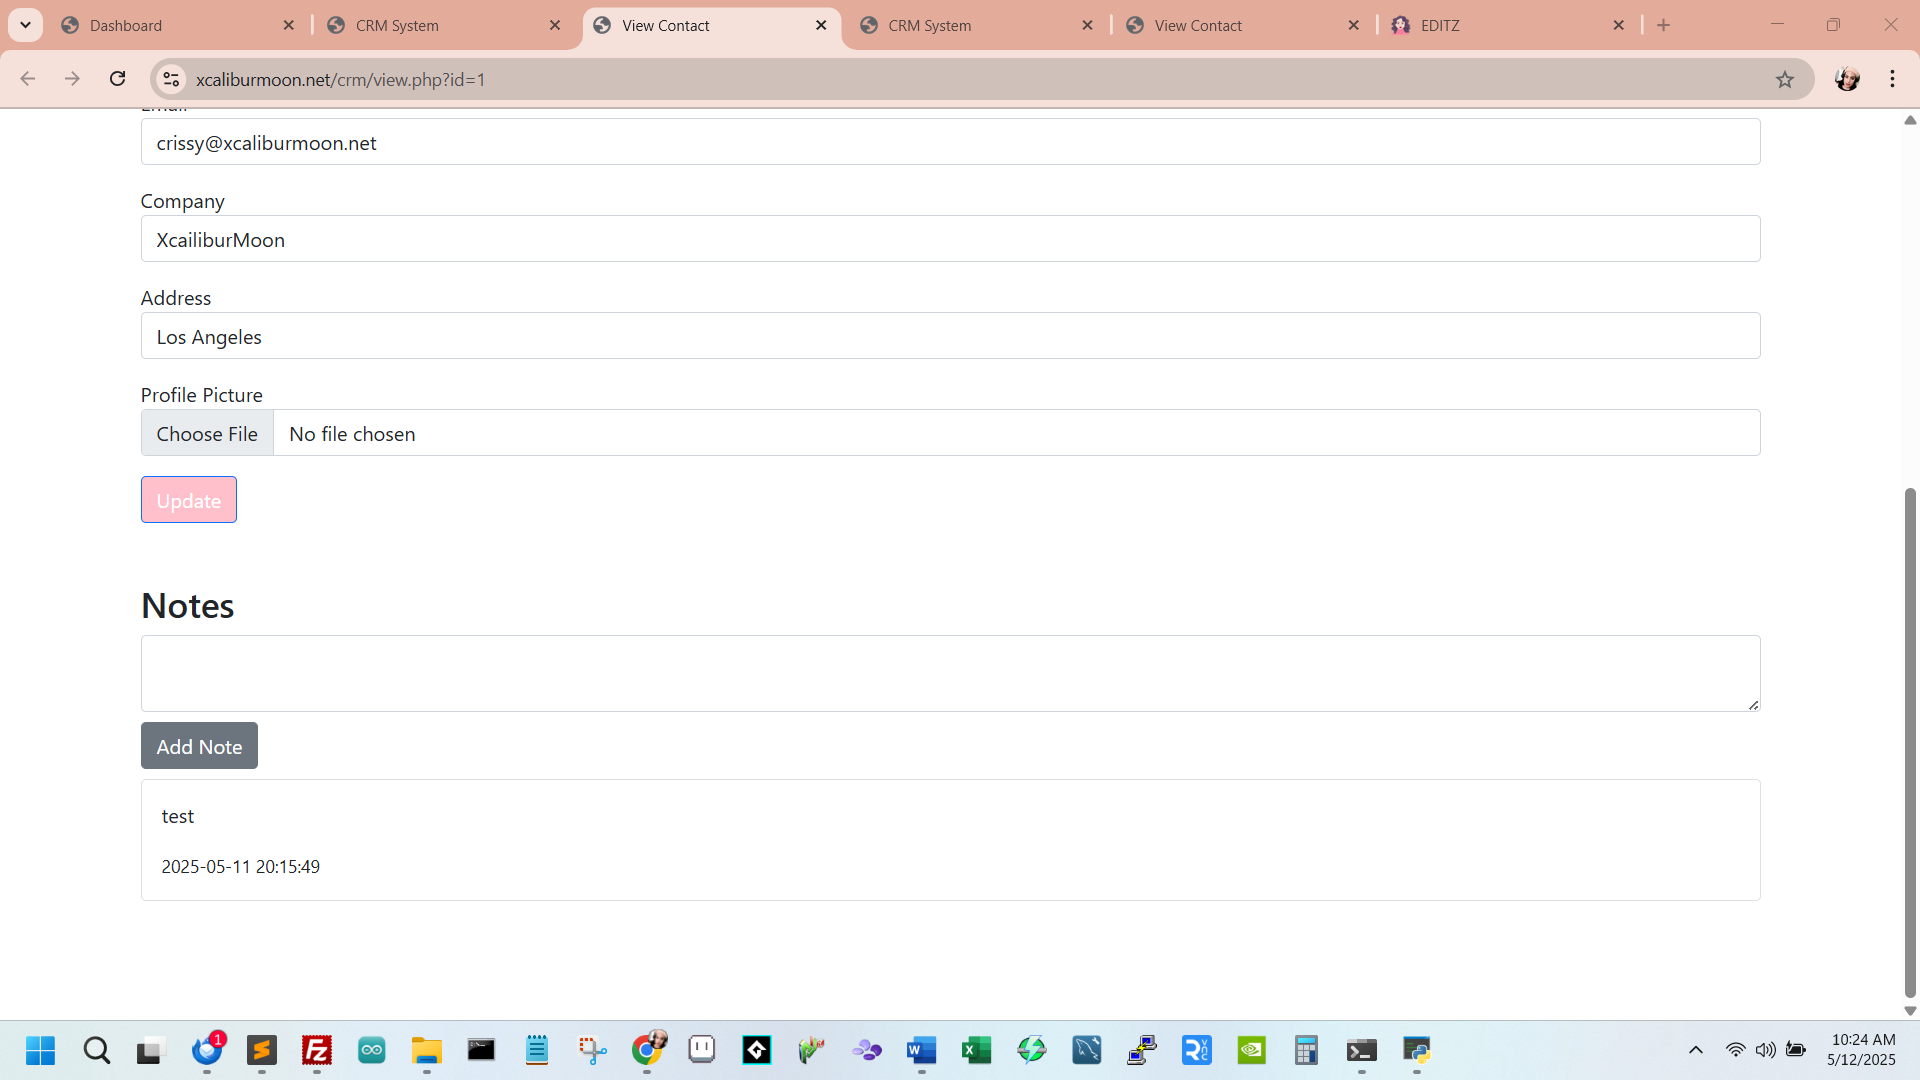 Dashboard
CRM System
View Contact
CRM System
View Contact
EDITZ
xcaliburmoon.net/crm/view.php?id=1
Email
crissy@xcaliburmoon.net
Company
XcailiburMoon
Address
Los Angeles
Profile Picture
Choose File No file chosen
Update
Notes
Add Note
test
2025-05-11 20:15:49
1
10:24 AM
5/12/2025